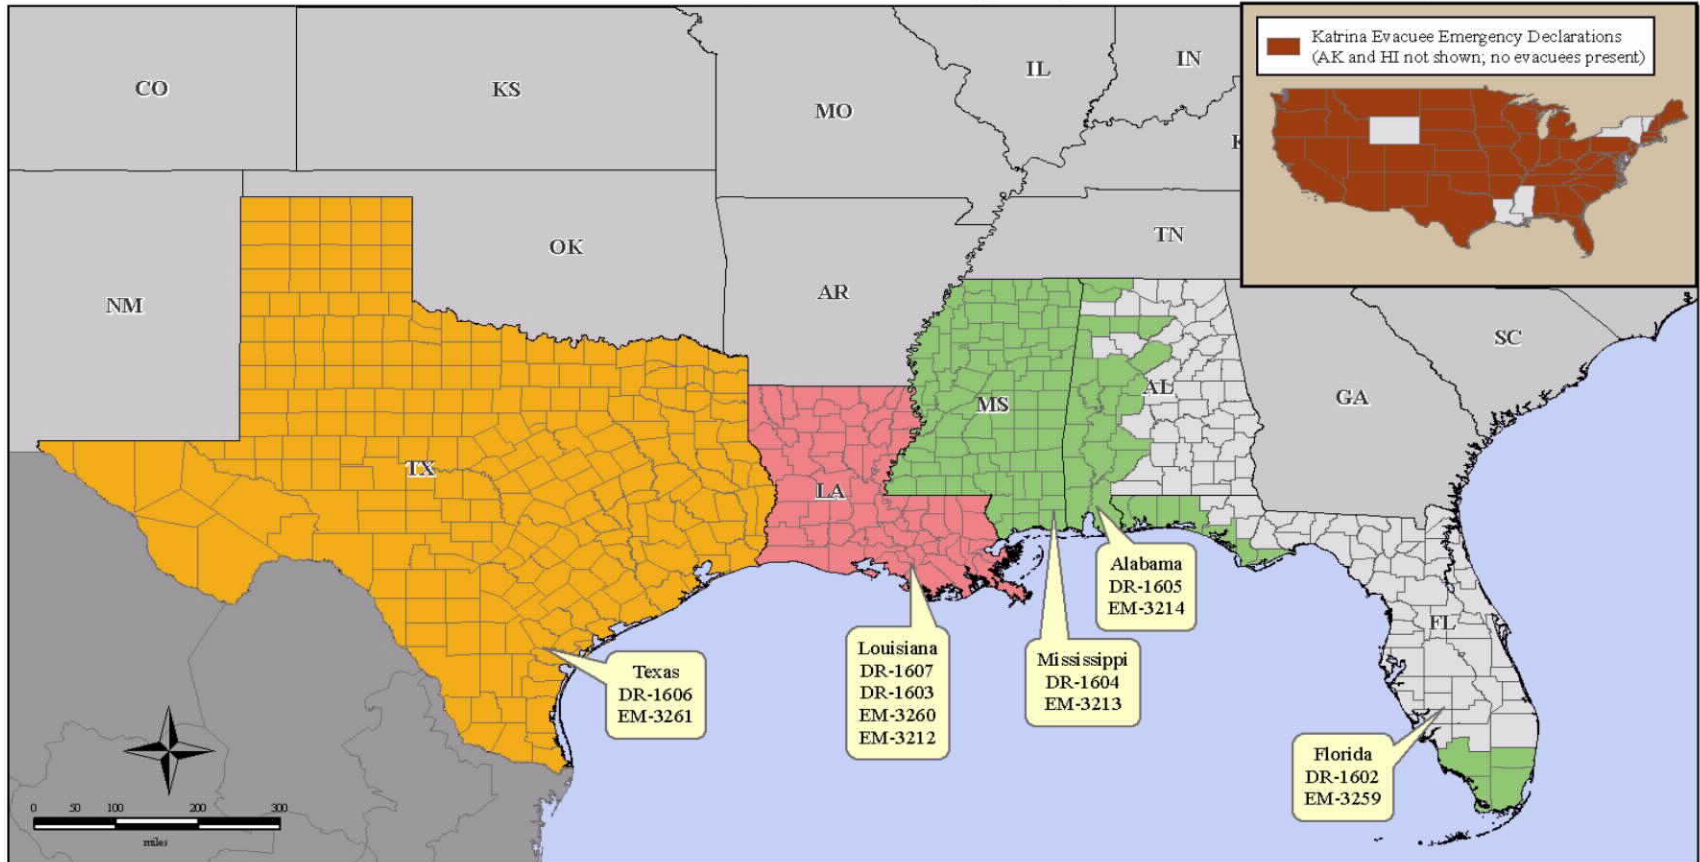 Katrina Evacuee Emergency Declarations
(AK and HI not shown; no evacuees present)
CO
KS
MO
IL
IN
K
NM
OK
AR
TN
TX
LA
MS
AL
GA
SC
FL
Texas
DR-1606
EM-3261
Louisiana
DR-1607
DR-1603
EM-3260
EM-3212
Mississippi
DR-1604
EM-3213
Alabama
DR-1605
EM-3214
Florida
DR-1602
EM-3259
0 50 100 200 300
miles